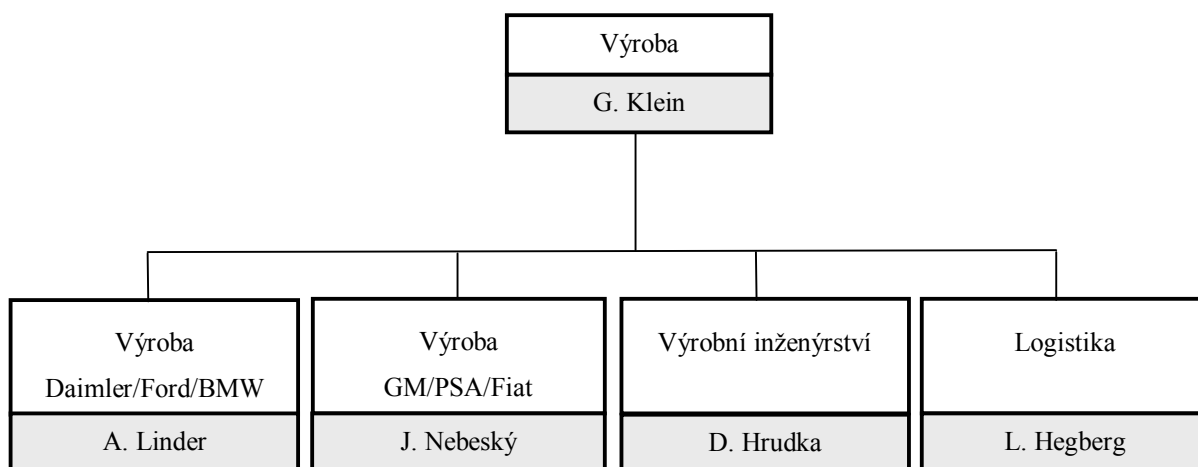 Výroba
G. Klein
Výroba
Daimler/Ford/BMW
A. Linder
Výroba
GM/PSA/Fiat
J. Nebeský
Výrobní inženýrství
D. Hrudka
Logistika
L. Hegberg